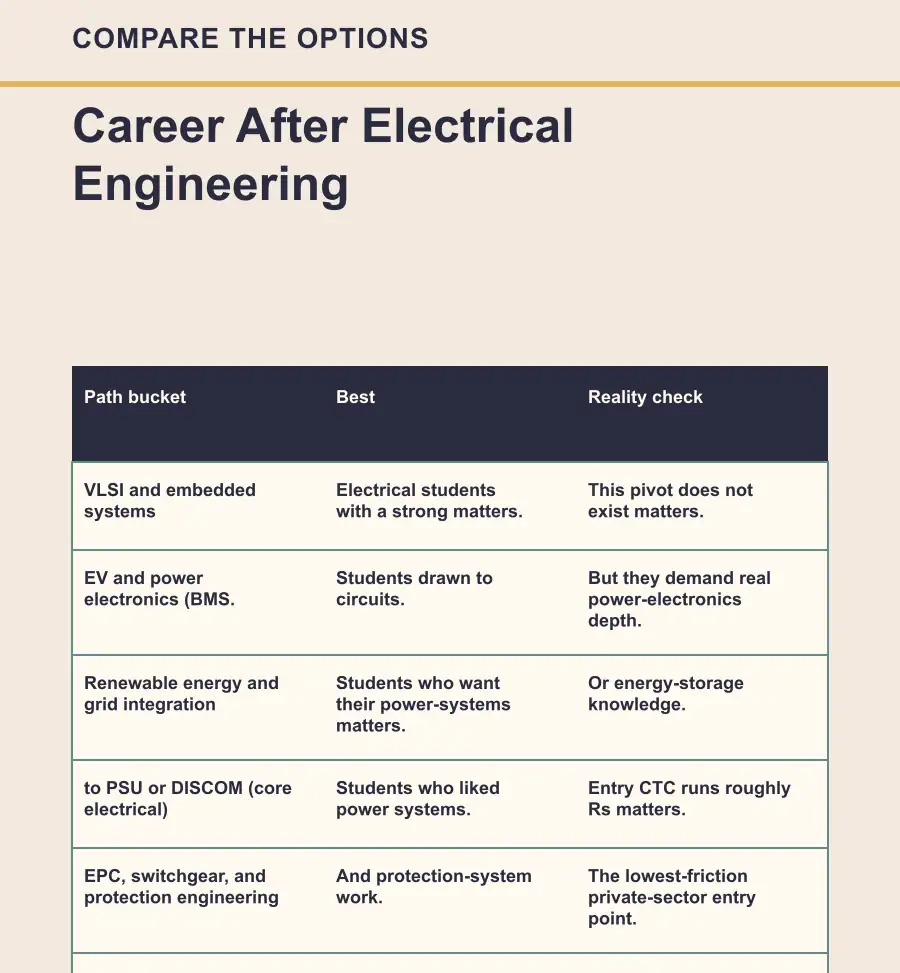 COMPARE THE OPTIONS
Career After Electrical
Engineering
Path bucket
Best
Reality check
VLSI and embedded
systems
Electrical students
with a strong matters.
This pivot does not
exist matters.
EV and power
electronics (BMS.
Students drawn to
circuits.
But they demand real
power-electronics
depth.
Renewable energy and
grid integration
Students who want
their power-systems
matters.
Or energy-storage
knowledge.
to PSU or DISCOM (core
electrical)
Students who liked
power systems.
Entry CTC runs roughly
Rs matters.
EPC, switchgear, and
protection engineering
And protection-system
work.
The lowest-friction
private-sector entry
point.